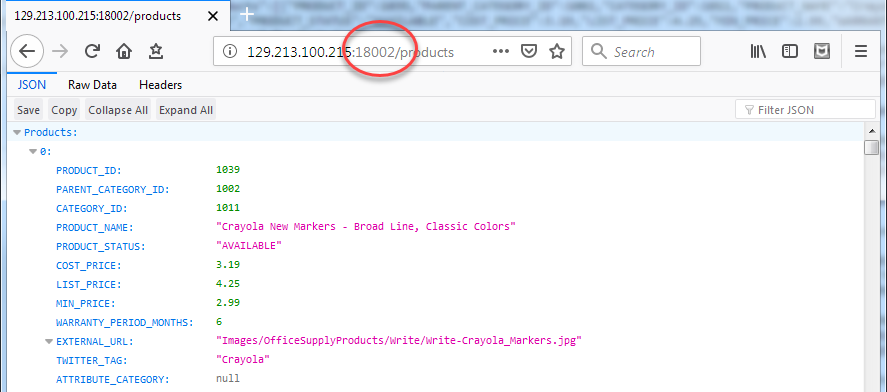 129.213.100.215:18002/products
129.213.100.215:18002/products
Search
JSON Raw Data Headers
Save Copy Collapse All Expand All Filter JSON
Products:
0:
PRODUCT_ID: 1039
PARENT_CATEGORY_ID: 1002
CATEGORY_ID: 1011
PRODUCT_NAME: "Crayola New Markers - Broad Line, Classic Colors"
PRODUCT_STATUS: "AVAILABLE"
COST_PRICE: 3.19
LIST_PRICE: 4.25
MIN_PRICE: 2.99
WARRANTY_PERIOD_MONTHS: 6
EXTERNAL_URL: "Images/OfficeSupplyProducts/Write/Write-Crayola_Markers.jpg"
TWITTER_TAG: "Crayola"
ATTRIBUTE_CATEGORY: null